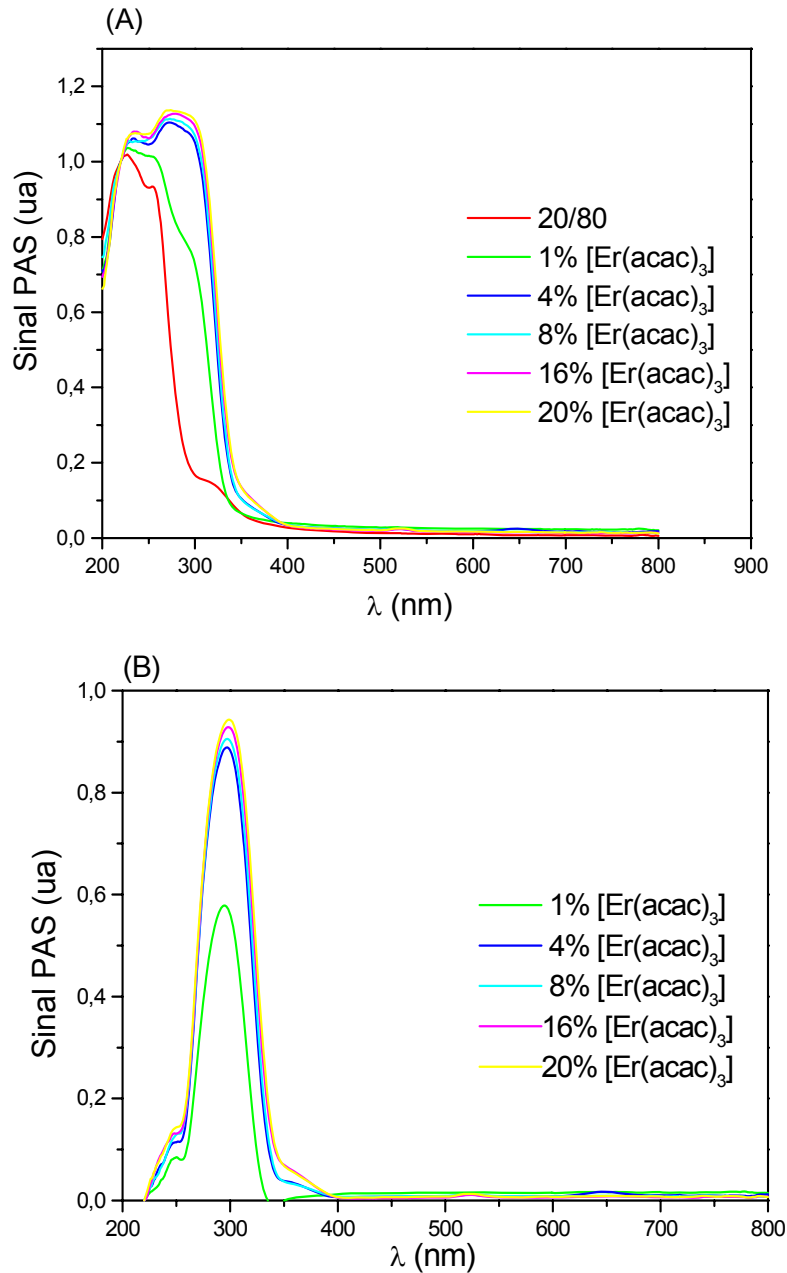 (A)
1,2
1,0
0,8
0,6
0,4
0,2
0,0
Sinal PAS (ua)
20/80
1% [Er(acac)3]
4% [Er(acac)3]
8% [Er(acac)3]
16% [Er(acac)3]
20% [Er(acac)3]
200 300 400 500 600 700 800 900
λ (nm)
(B)
1,0
0,8
0,6
0,4
0,2
0,0
Sinal PAS (ua)
1% [Er(acac)3]
4% [Er(acac)3]
8% [Er(acac)3]
16% [Er(acac)3]
20% [Er(acac)3]
200 300 400 500 600 700 800
λ (nm)